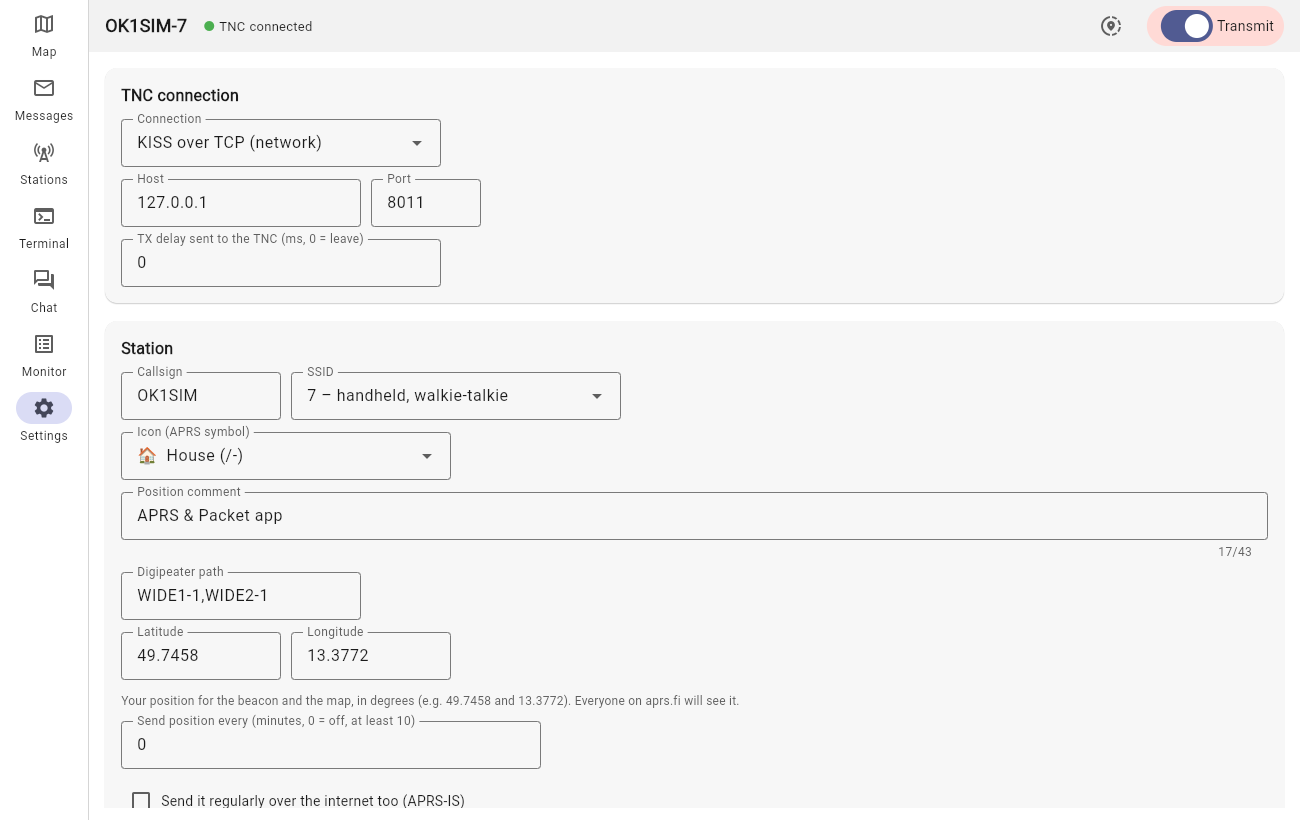 OK1SIM-7
TNC connected
Transmit
Map
Messages
Stations
Terminal
Chat
Monitor
Settings
TNC connection
Connection
KISS over TCP (network)
Host
127.0.0.1
Port
8011
TX delay sent to the TNC (ms, 0 = leave)
0
Station
Callsign
OK1SIM
SSID
7 – handheld, walkie-talkie
Icon (APRS symbol)
House (/-)
Position comment
APRS & Packet app
17/43
Digipeater path
WIDE1-1,WIDE2-1
Latitude
49.7458
Longitude
13.3772
Your position for the beacon and the map, in degrees (e.g. 49.7458 and 13.3772). Everyone on aprs.fi will see it.
Send position every (minutes, 0 = off, at least 10)
0
Send it regularly over the internet too (APRS-IS)